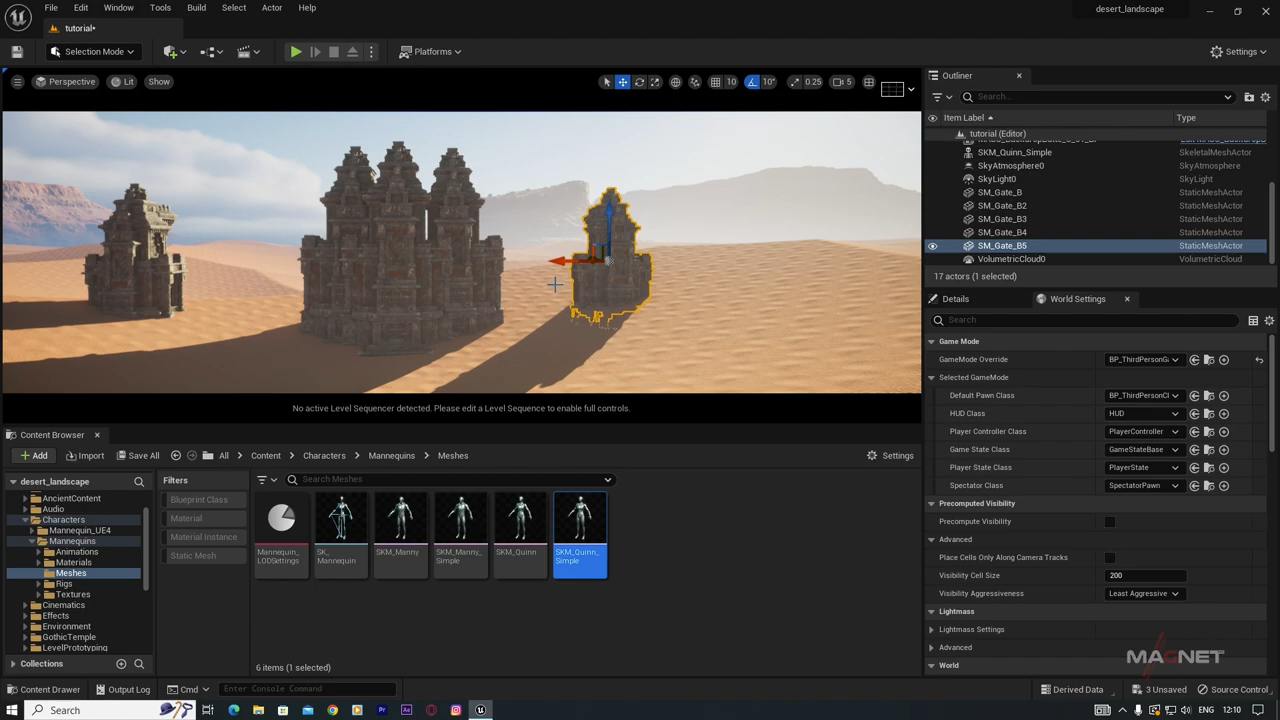 File Edit Window Tools Build Select Actor Help
desert_landscape
tutorial*
Selection Mode
Platforms
Settings
Perspective Lit Show
10 10° 0.25 5
Outliner
Search...
Item Label Type
tutorial (Editor)
SKM_Quinn_Simple SkeletalMeshActor
SkyAtmosphere0 SkyAtmosphere
SkyLight0 SkyLight
SM_Gate_B StaticMeshActor
SM_Gate_B2 StaticMeshActor
SM_Gate_B3 StaticMeshActor
SM_Gate_B4 StaticMeshActor
SM_Gate_B5 StaticMeshActor
VolumetricCloud0 VolumetricCloud
17 actors (1 selected)
Details World Settings
Search
Game Mode
GameMode Override BP_ThirdPersonGa
Selected GameMode
Default Pawn Class BP_ThirdPersonCl
HUD Class HUD
Player Controller Class PlayerController
Game State Class GameStateBase
Player State Class PlayerState
Spectator Class SpectatorPawn
Precomputed Visibility
Precompute Visibility
Advanced
Place Cells Only Along Camera Tracks
Visibility Cell Size 200
Visibility Aggressiveness Least Aggressive
Lightmass
Lightmass Settings
Advanced
World
MAGNET
No active Level Sequencer detected. Please edit a Level Sequence to enable full controls.
Content Browser
Add Import Save All All Content Characters Mannequins Meshes Settings
desert_landscape
AncientContent
Audio
Characters
Mannequin_UE4
Mannequins
Animations
Materials
Meshes
Rigs
Textures
Cinematics
Effects
Environment
GothicTemple
LevelPrototyping
Collections
Filters
Blueprint Class
Material
Material Instance
Static Mesh
Search Meshes
Mannequin_
LODSettings
SK_
Mannequin
SKM_Manny
SKM_Manny_
Simple
SKM_Quinn
SKM_Quinn_
Simple
6 items (1 selected)
Content Drawer Output Log Cmd Enter Console Command Derived Data 3 Unsaved Source Control
Search ENG 12:10